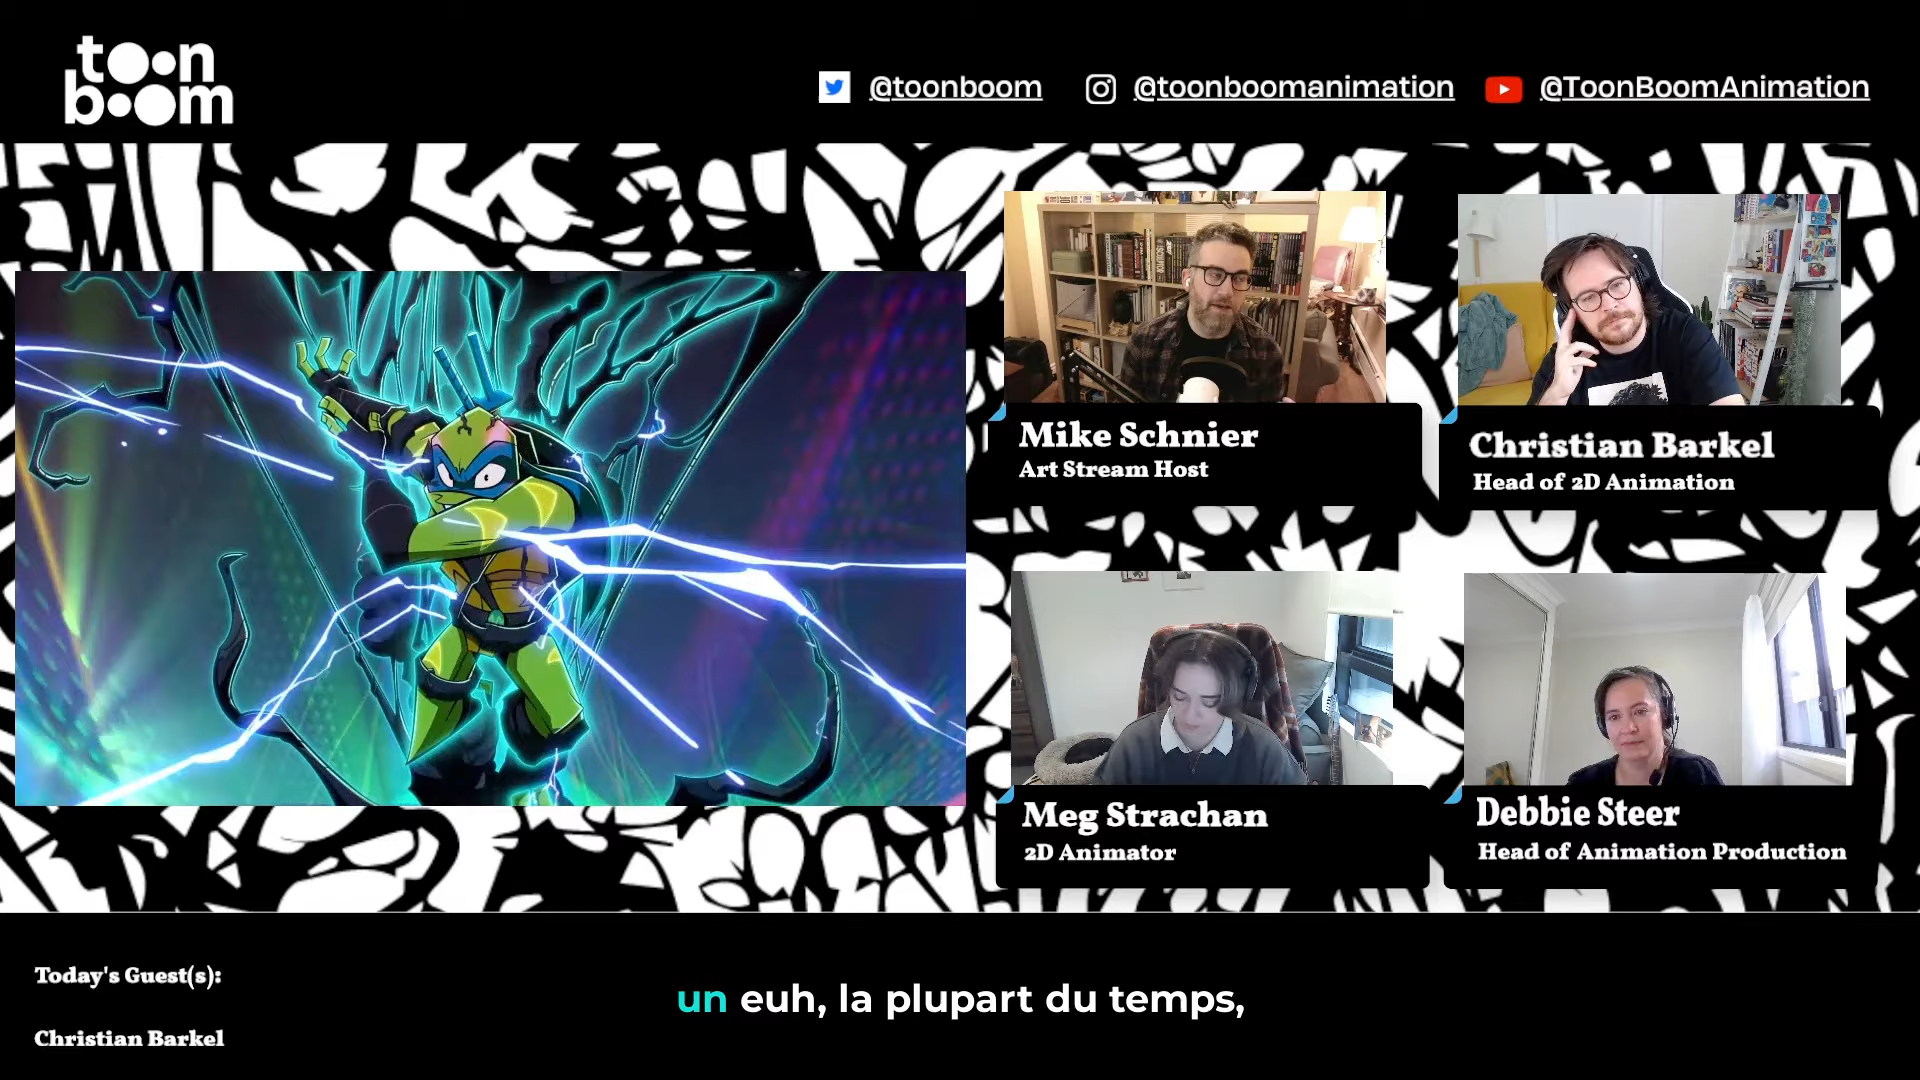 toon
boom
@toonboom
@toonboomanimation
@ToonBoomAnimation
Mike Schnier
Art Stream Host
Christian Barkel
Head of 2D Animation
Meg Strachan
2D Animator
Debbie Steer
Head of Animation Production
Today's Guest(s):
Christian Barkel
un euh, la plupart du temps,